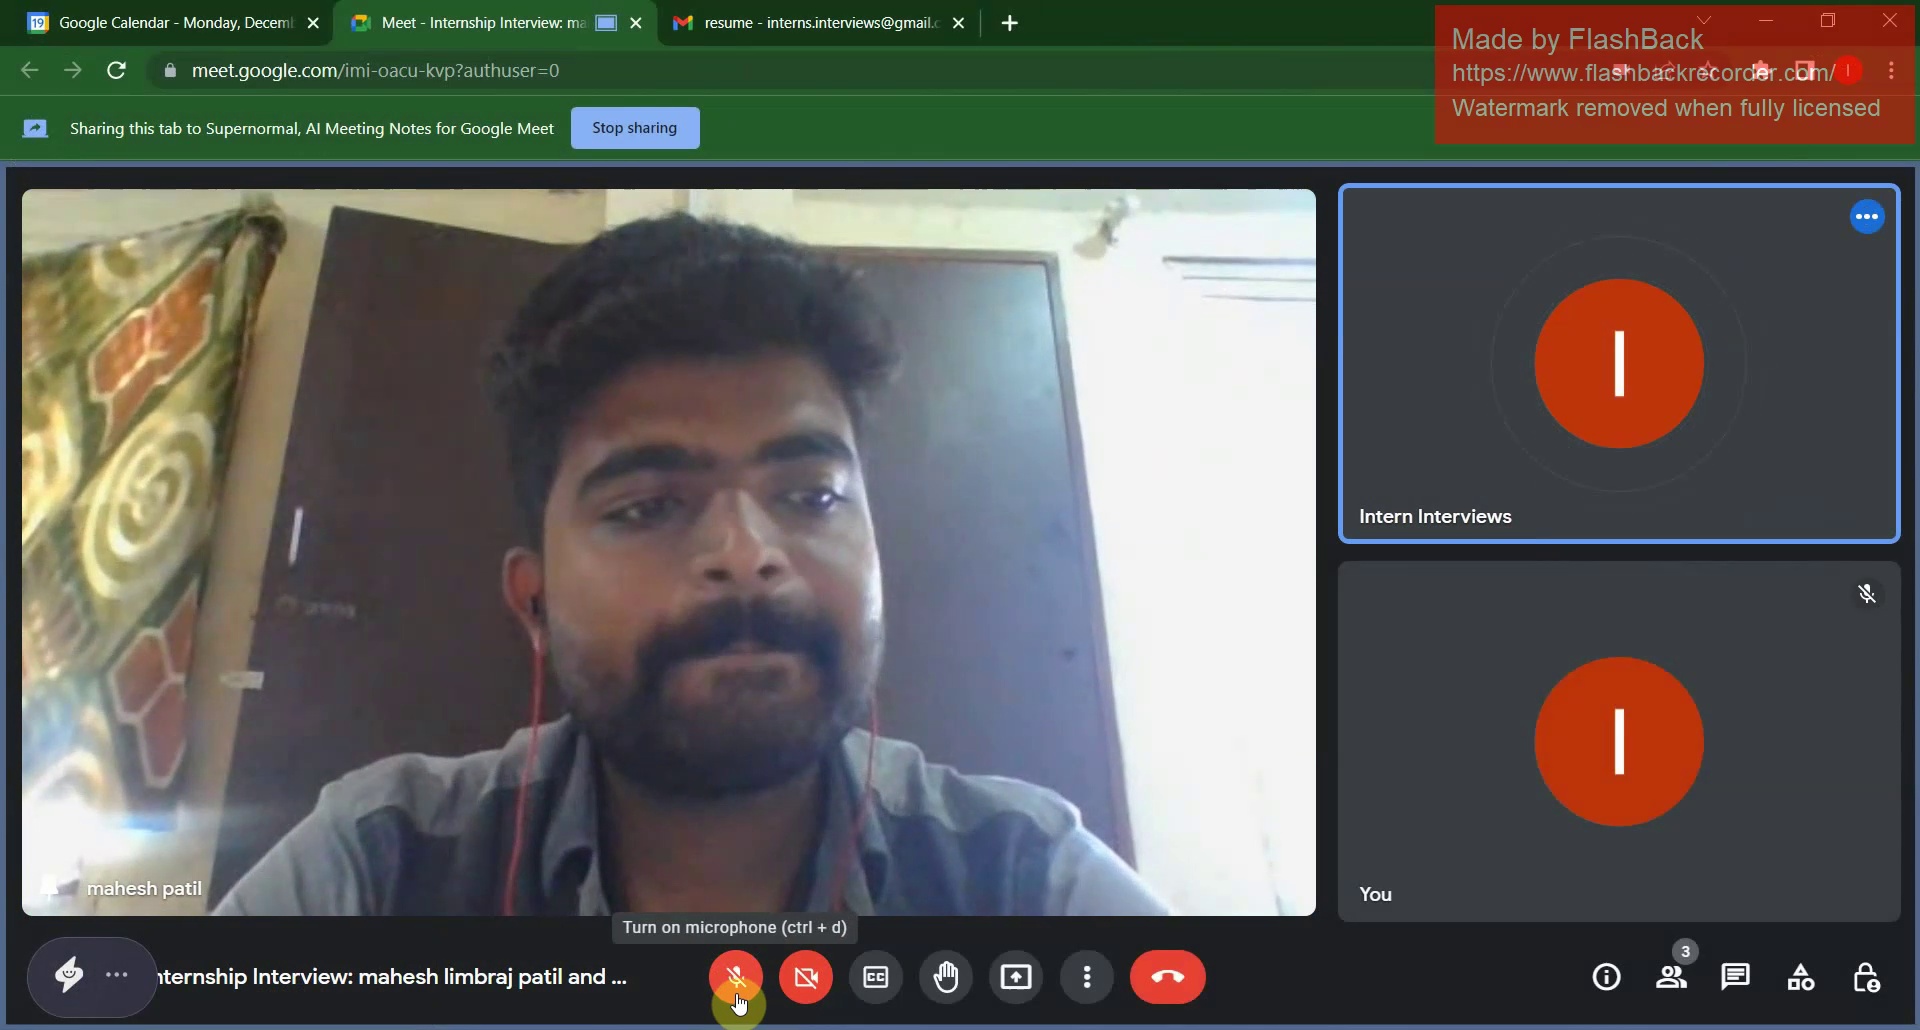 Google Calendar - Monday, Decem
Meet - Internship Interview: ma
resume - interns.interviews@gmail.c
Made by FlashBack
meet.google.com/imi-oacu-kvp?authuser=0
https://www.flashbackrecorder.com/
Watermark removed when fully licensed
Sharing this tab to Supernormal, AI Meeting Notes for Google Meet
Stop sharing
I
Intern Interviews
I
mahesh patil
You
Turn on microphone (ctrl + d)
nternship Interview: mahesh limbraj patil and ...
CC
3